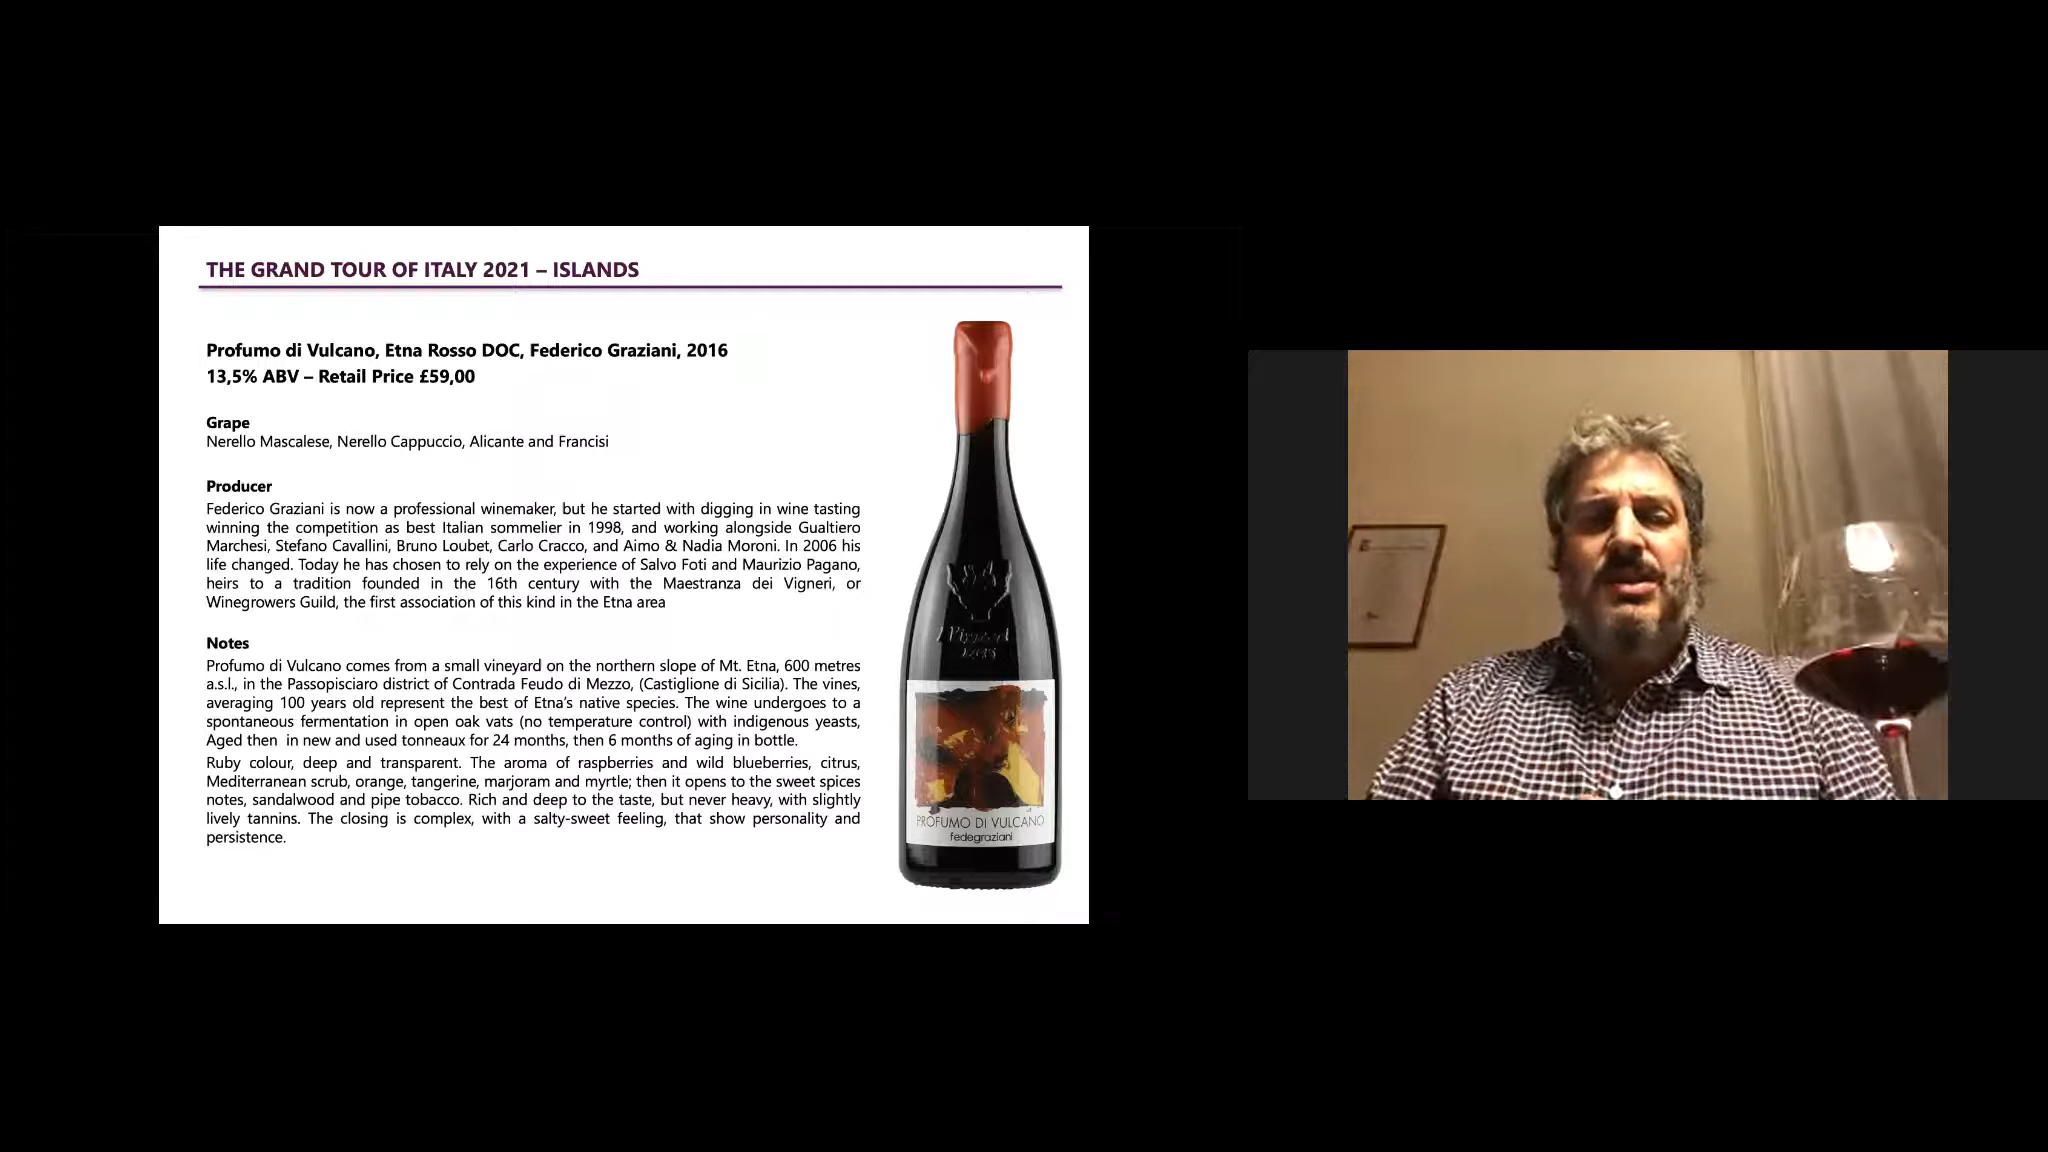 THE GRAND TOUR OF ITALY 2021 – ISLANDS
Profumo di Vulcano, Etna Rosso DOC, Federico Graziani, 2016
13,5% ABV – Retail Price £59,00
Grape
Nerello Mascalese, Nerello Cappuccio, Alicante and Francisi
Producer
Federico Graziani is now a professional winemaker, but he started with digging in wine tasting
winning the competition as best Italian sommelier in 1998, and working alongside Gualtiero
Marchesi, Stefano Cavallini, Bruno Loubet, Carlo Cracco, and Aimo & Nadia Moroni. In 2006 his
life changed. Today he has chosen to rely on the experience of Salvo Foti and Maurizio Pagano,
heirs to a tradition founded in the 16th century with the Maestranza dei Vigneri, or
Winegrowers Guild, the first association of this kind in the Etna area
Notes
Profumo di Vulcano comes from a small vineyard on the northern slope of Mt. Etna, 600 metres
a.s.l., in the Passopisciaro district of Contrada Feudo di Mezzo, (Castiglione di Sicilia). The vines,
averaging 100 years old represent the best of Etna’s native species. The wine undergoes to a
spontaneous fermentation in open oak vats (no temperature control) with indigenous yeasts,
Aged then in new and used tonneaux for 24 months, then 6 months of aging in bottle.
Ruby colour, deep and transparent. The aroma of raspberries and wild blueberries, citrus,
Mediterranean scrub, orange, tangerine, marjoram and myrtle; then it opens to the sweet spices
notes, sandalwood and pipe tobacco. Rich and deep to the taste, but never heavy, with slightly
lively tannins. The closing is complex, with a salty-sweet feeling, that show personality and
persistence.
PROFUMO DI VULCANO
fedegraziani